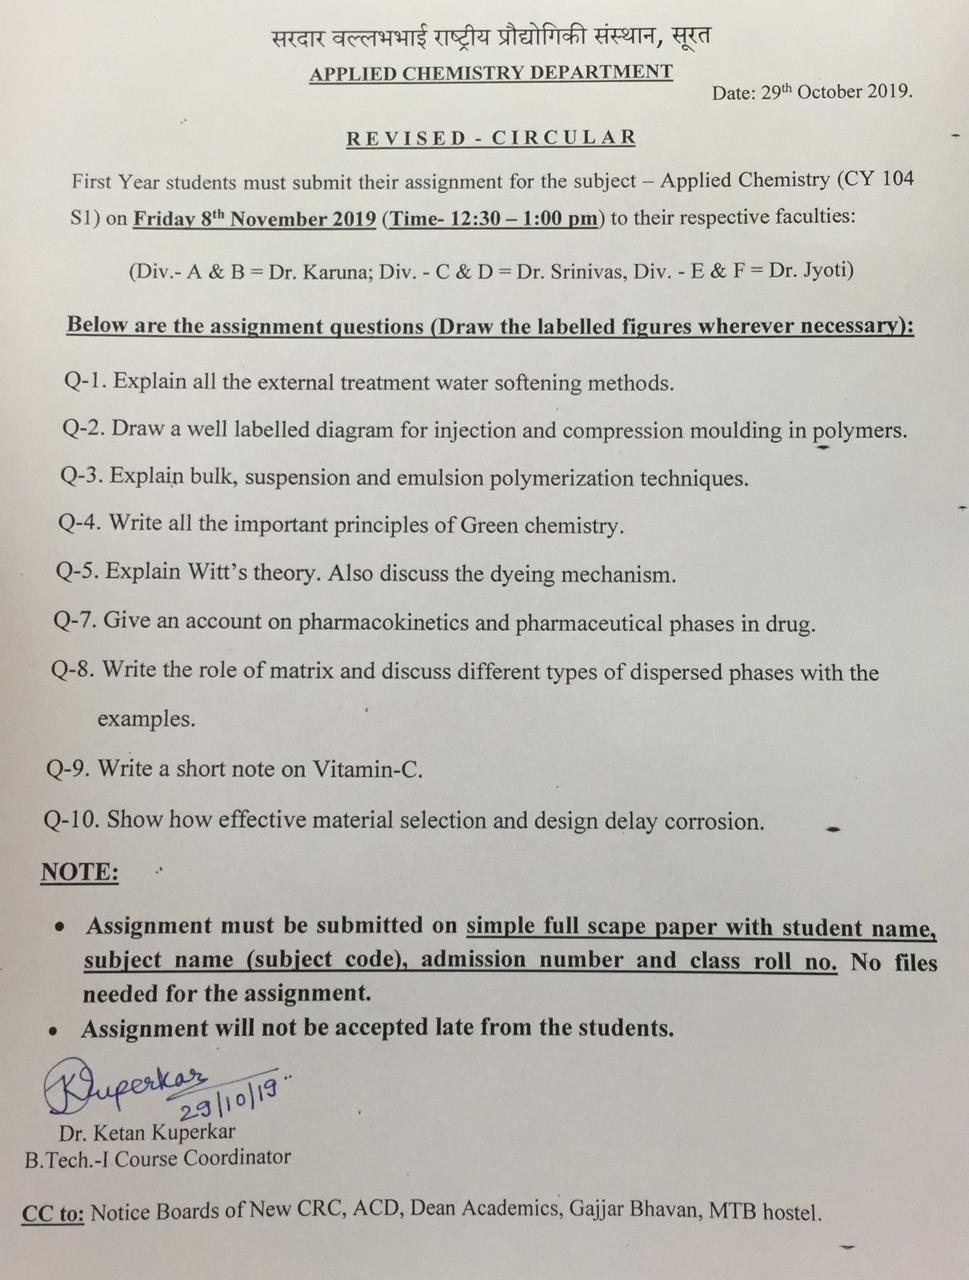 सरदार वल्लभभाई राष्ट्रीय प्रौद्योगिकी संस्थान, सूरत
APPLIED CHEMISTRY DEPARTMENT
Date: 29th October 2019.
REVISED - CIRCULAR
First Year students must submit their assignment for the subject – Applied Chemistry (CY 104
S1) on Friday 8th November 2019 (Time- 12:30 – 1:00 pm) to their respective faculties:
(Div.- A & B = Dr. Karuna; Div. - C & D = Dr. Srinivas, Div. - E & F = Dr. Jyoti)
Below are the assignment questions (Draw the labelled figures wherever necessary):
Q-1. Explain all the external treatment water softening methods.
Q-2. Draw a well labelled diagram for injection and compression moulding in polymers.
Q-3. Explain bulk, suspension and emulsion polymerization techniques.
Q-4. Write all the important principles of Green chemistry.
Q-5. Explain Witt’s theory. Also discuss the dyeing mechanism.
Q-7. Give an account on pharmacokinetics and pharmaceutical phases in drug.
Q-8. Write the role of matrix and discuss different types of dispersed phases with the
examples.
Q-9. Write a short note on Vitamin-C.
Q-10. Show how effective material selection and design delay corrosion.
NOTE:
• Assignment must be submitted on simple full scape paper with student name,
subject name (subject code), admission number and class roll no. No files
needed for the assignment.
• Assignment will not be accepted late from the students.
Kuperkar
29/10/19
Dr. Ketan Kuperkar
B.Tech.-I Course Coordinator
CC to: Notice Boards of New CRC, ACD, Dean Academics, Gajjar Bhavan, MTB hostel.